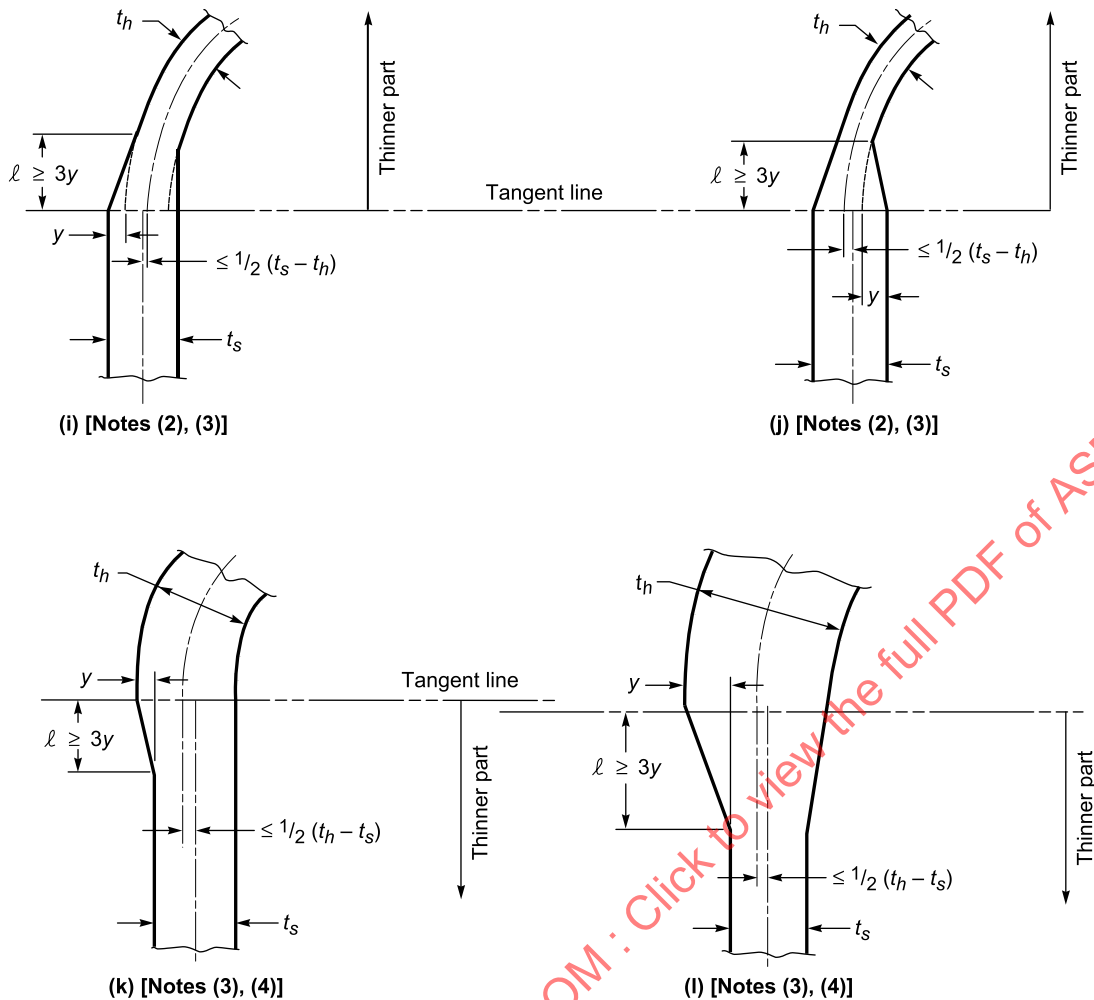 t_h
Thinner part
ℓ ≥ 3y
y
≤ 1/2 (t_s – t_h)
t_s
(i) [Notes (2), (3)]
Tangent line
t_h
Thinner part
ℓ ≥ 3y
≤ 1/2 (t_s – t_h)
y
t_s
(j) [Notes (2), (3)]
t_h
y
Tangent line
ℓ ≥ 3y
Thinner part
≤ 1/2 (t_h – t_s)
t_s
(k) [Notes (3), (4)]
t_h
y
ℓ ≥ 3y
Thinner part
≤ 1/2 (t_h – t_s)
t_s
(l) [Notes (3), (4)]
OM : Click to view the full PDF of AS